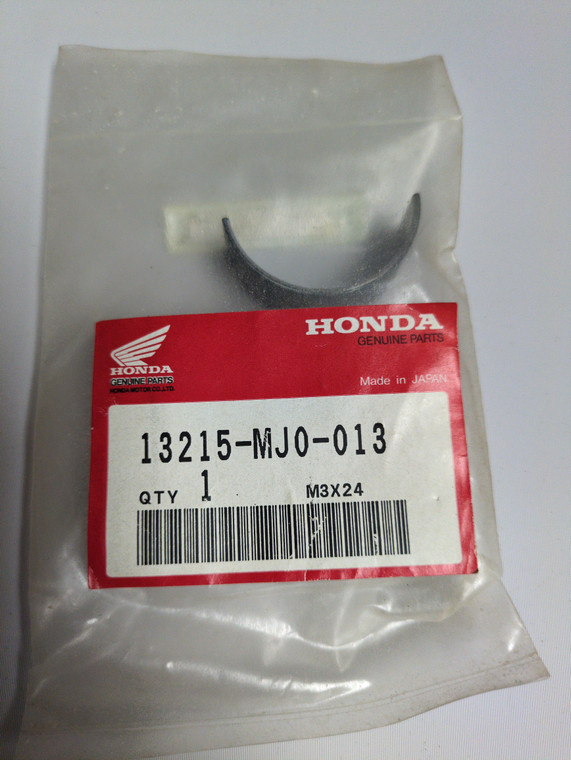 HONDA
GENUINE PARTS
Made in JAPAN
HONDA
GENUINE PARTS
HONDA MOTOR CO.,LTD.
13215-MJ0-013
QTY 1 M3X24